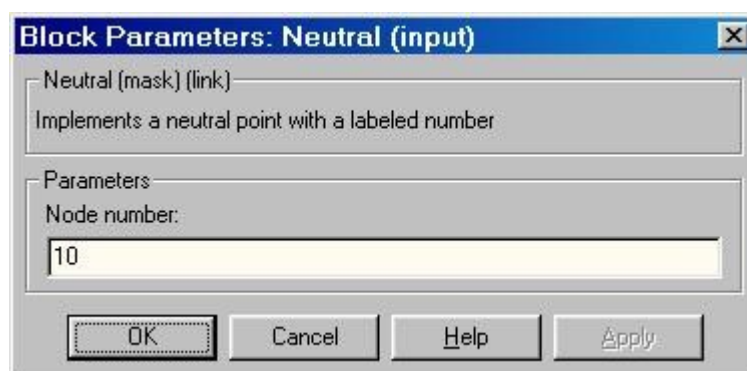 Block Parameters: Neutral (input)
Neutral (mask) (link)
Implements a neutral point with a labeled number
Parameters
Node number:
10
OK Cancel Help Apply